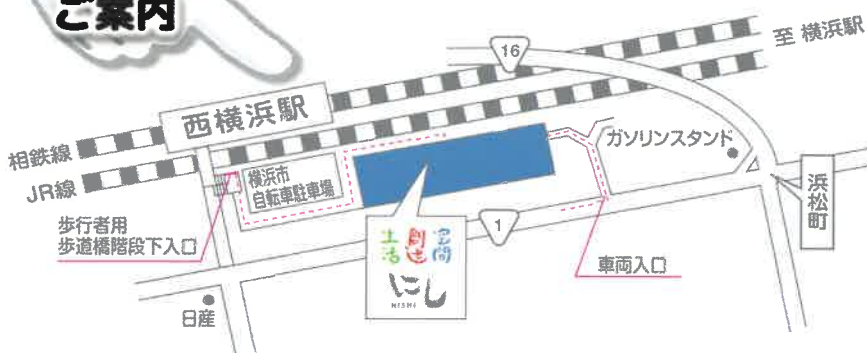 ご案内
16
至 横浜駅
西横浜駅
相鉄線
JR線
ガソリンスタンド
横浜市
自転車駐車場
浜松町
歩行者用
歩道橋階段下入口
1
生活 創造 空間
にし
NISHI
車両入口
日産